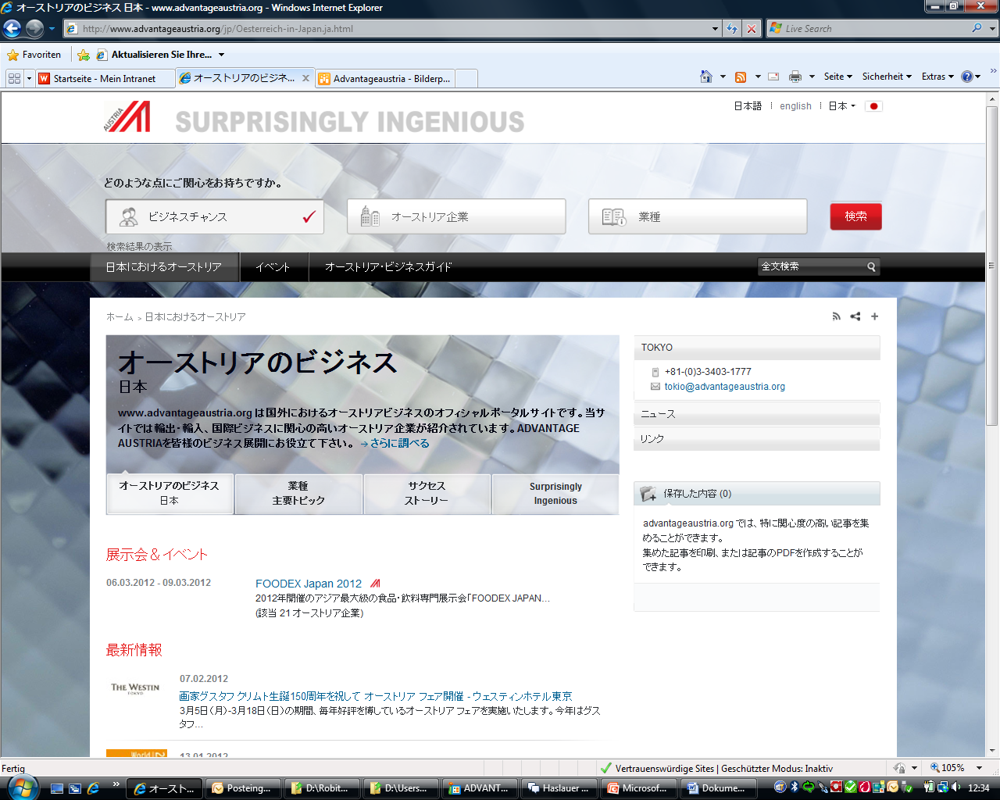 オーストリアのビジネス 日本 - www.advantageaustria.org - Windows Internet Explorer
http://www.advantageaustria.org/jp/Oesterreich-in-Japan.ja.html
Live Search
Favoriten
Aktualisieren Sie Ihre...
Startseite - Mein Intranet
オーストリアのビジネ...
Advantageaustria - Bilderp...
Seite
Sicherheit
Extras
AUSTRIA
SURPRISINGLY INGENIOUS
日本語
english
日本
どのような点にご関心をお持ちですか。
ビジネスチャンス
オーストリア企業
業種
検索
検索結果の表示
日本におけるオーストリア
イベント
オーストリア・ビジネスガイド
全文検索
ホーム > 日本におけるオーストリア
オーストリアのビジネス
日本
www.advantageaustria.org は国外におけるオーストリアビジネスのオフィシャルポータルサイトです。当サ
イトでは輸出・輸入、国際ビジネスに関心の高いオーストリア企業が紹介されています。ADVANTAGE
AUSTRIAを皆様のビジネス展開にお役立て下さい。 →さらに調べる
オーストリアのビジネス
日本
業種
主要トピック
サクセス
ストーリー
Surprisingly
Ingenious
TOKYO
+81-(0)3-3403-1777
tokio@advantageaustria.org
ニュース
リンク
保存した内容 (0)
advantageaustria.org では、特に関心度の高い記事を集
めることができます。
集めた記事を印刷、または記事のPDFを作成することが
できます。
展示会＆イベント
06.03.2012 - 09.03.2012
FOODEX Japan 2012
2012年開催のアジア最大級の食品・飲料専門展示会「FOODEX JAPAN...
(該当 21 オーストリア企業)
最新情報
THE WESTIN
TOKYO
07.02.2012
画家グスタフ クリムト生誕150周年を祝して オーストリア フェア開催 - ウェスティンホテル東京
3月5日（月）-3月18日（日）の期間、毎年好評を博しているオーストリア フェアを実施いたします。今年はグス
タフ...
World
13.01.2012
Fertig
Vertrauenswürdige Sites | Geschützter Modus: Inaktiv
105%
オースト...
Posteing...
D:\Robit...
D:\Users...
ADVANT...
Haslauer ...
Microsof...
Dokume...
12:34